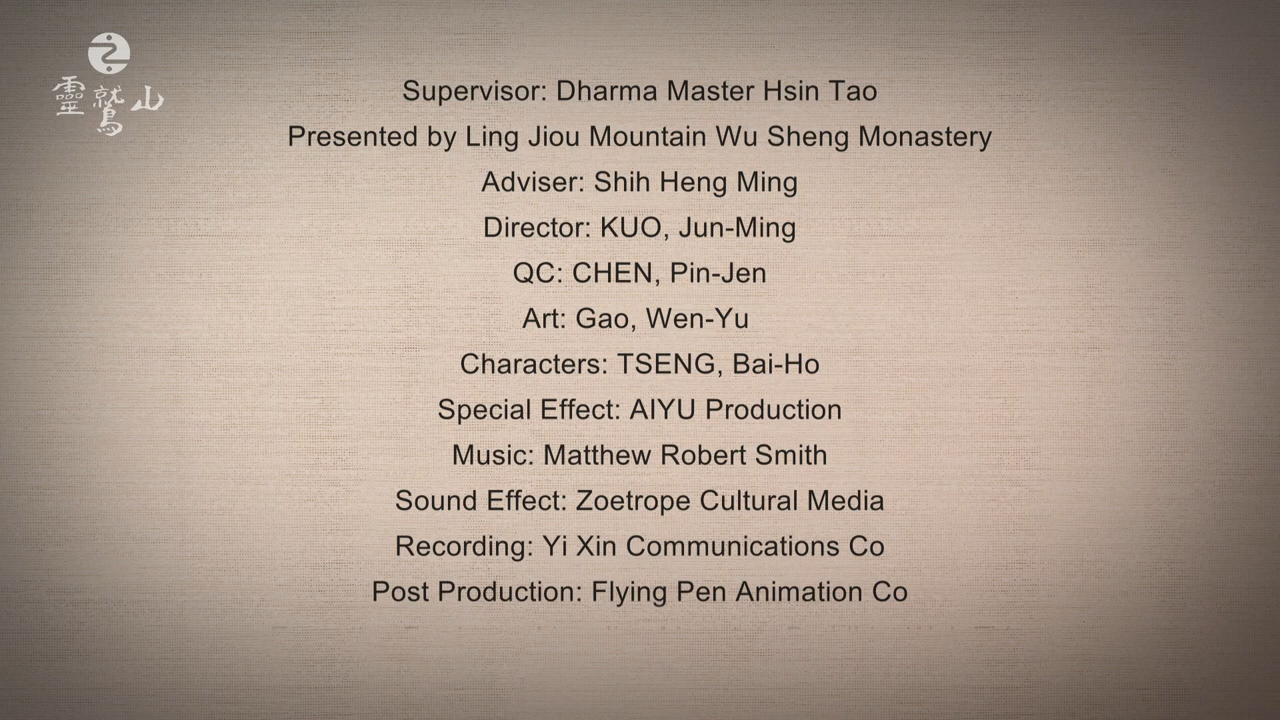 靈鷲山
Supervisor: Dharma Master Hsin Tao
Presented by Ling Jiou Mountain Wu Sheng Monastery
Adviser: Shih Heng Ming
Director: KUO, Jun-Ming
QC: CHEN, Pin-Jen
Art: Gao, Wen-Yu
Characters: TSENG, Bai-Ho
Special Effect: AIYU Production
Music: Matthew Robert Smith
Sound Effect: Zoetrope Cultural Media
Recording: Yi Xin Communications Co
Post Production: Flying Pen Animation Co